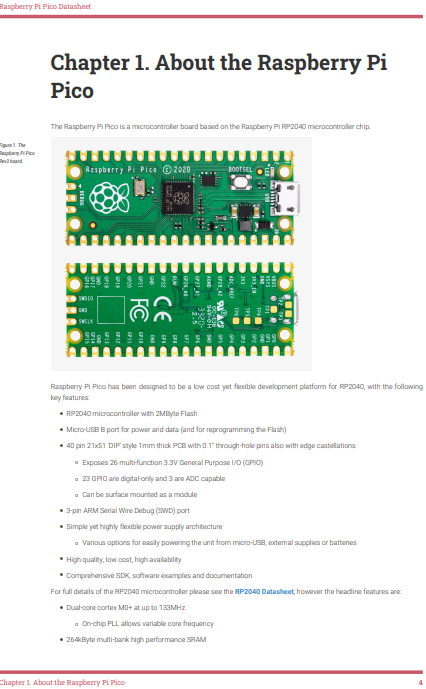 Raspberry Pi Pico Datasheet
Chapter 1. About the Raspberry Pi
Pico
The Raspberry Pi Pico is a microcontroller board based on the Raspberry Pi RP2040 microcontroller chip.
Figure 1. The
Raspberry Pi Pico
Rev3 board.
Raspberry Pi Pico © 2020
BOOTSEL
LED
USB
DEBUG
SWDIO
GND
SWCLK
FC CE
Raspberry Pi Pico has been designed to be a low cost yet flexible development platform for RP2040, with the following
key features:
• RP2040 microcontroller with 2MByte Flash
• Micro-USB B port for power and data (and for reprogramming the Flash)
• 40 pin 21x51 'DIP' style 1mm thick PCB with 0.1" through-hole pins also with edge castellations
◦ Exposes 26 multi-function 3.3V General Purpose I/O (GPIO)
◦ 23 GPIO are digital-only and 3 are ADC capable
◦ Can be surface mounted as a module
• 3-pin ARM Serial Wire Debug (SWD) port
• Simple yet highly flexible power supply architecture
◦ Various options for easily powering the unit from micro-USB, external supplies or batteries
• High quality, low cost, high availability
• Comprehensive SDK, software examples and documentation
For full details of the RP2040 microcontroller please see the RP2040 Datasheet, however the headline features are:
• Dual-core cortex M0+ at up to 133MHz
◦ On-chip PLL allows variable core frequency
• 264kByte multi-bank high performance SRAM
Chapter 1. About the Raspberry Pi Pico
4